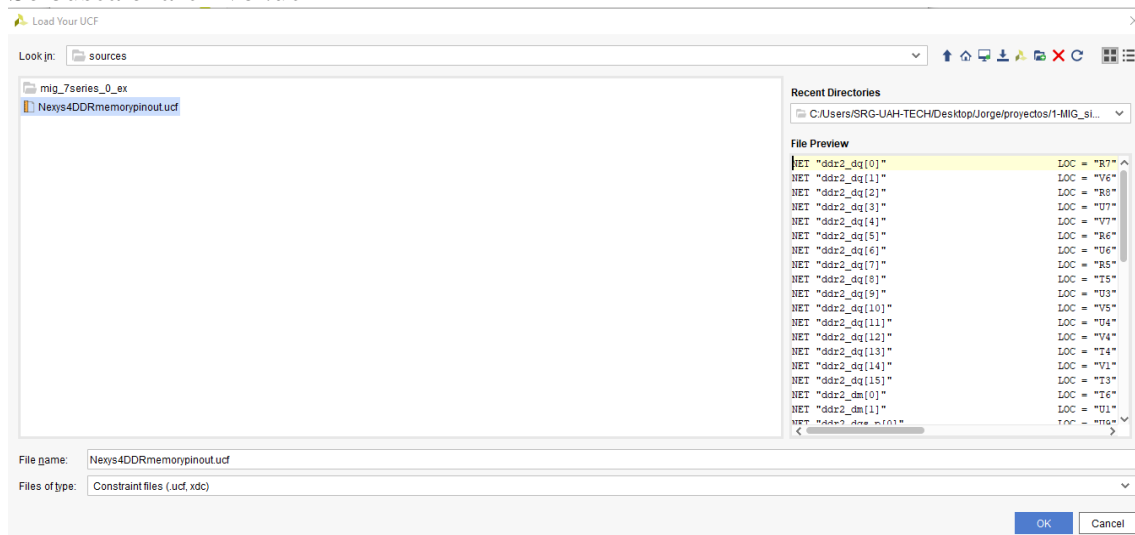 Load Your UCF
Look in: sources
mig_7series_0_ex
Nexys4DDRmemorypinout.ucf
Recent Directories
C:/Users/SRG-UAH-TECH/Desktop/Jorge/proyectos/1-MIG_si...
File Preview
NET "ddr2_dq[0]" LOC = "R7"
NET "ddr2_dq[1]" LOC = "V6"
NET "ddr2_dq[2]" LOC = "R8"
NET "ddr2_dq[3]" LOC = "U7"
NET "ddr2_dq[4]" LOC = "V7"
NET "ddr2_dq[5]" LOC = "R6"
NET "ddr2_dq[6]" LOC = "U6"
NET "ddr2_dq[7]" LOC = "R5"
NET "ddr2_dq[8]" LOC = "T5"
NET "ddr2_dq[9]" LOC = "U3"
NET "ddr2_dq[10]" LOC = "V5"
NET "ddr2_dq[11]" LOC = "U4"
NET "ddr2_dq[12]" LOC = "V4"
NET "ddr2_dq[13]" LOC = "T4"
NET "ddr2_dq[14]" LOC = "V1"
NET "ddr2_dq[15]" LOC = "T3"
NET "ddr2_dm[0]" LOC = "T6"
NET "ddr2_dm[1]" LOC = "U1"
NET "ddr2_dqs_p[0]" LOC = "U9"
File name: Nexys4DDRmemorypinout.ucf
Files of type: Constraint files (.ucf, xdc)
OK Cancel